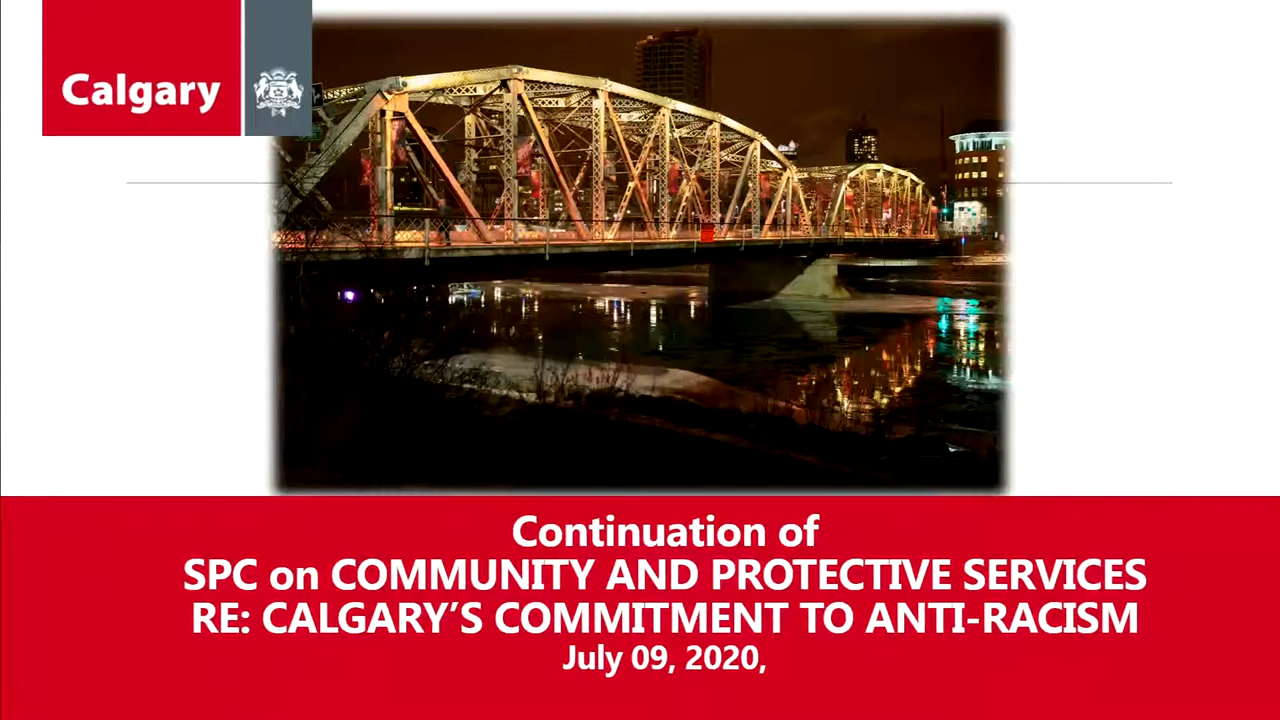 Calgary
Continuation of
SPC on COMMUNITY AND PROTECTIVE SERVICES
RE: CALGARY’S COMMITMENT TO ANTI-RACISM
July 09, 2020,